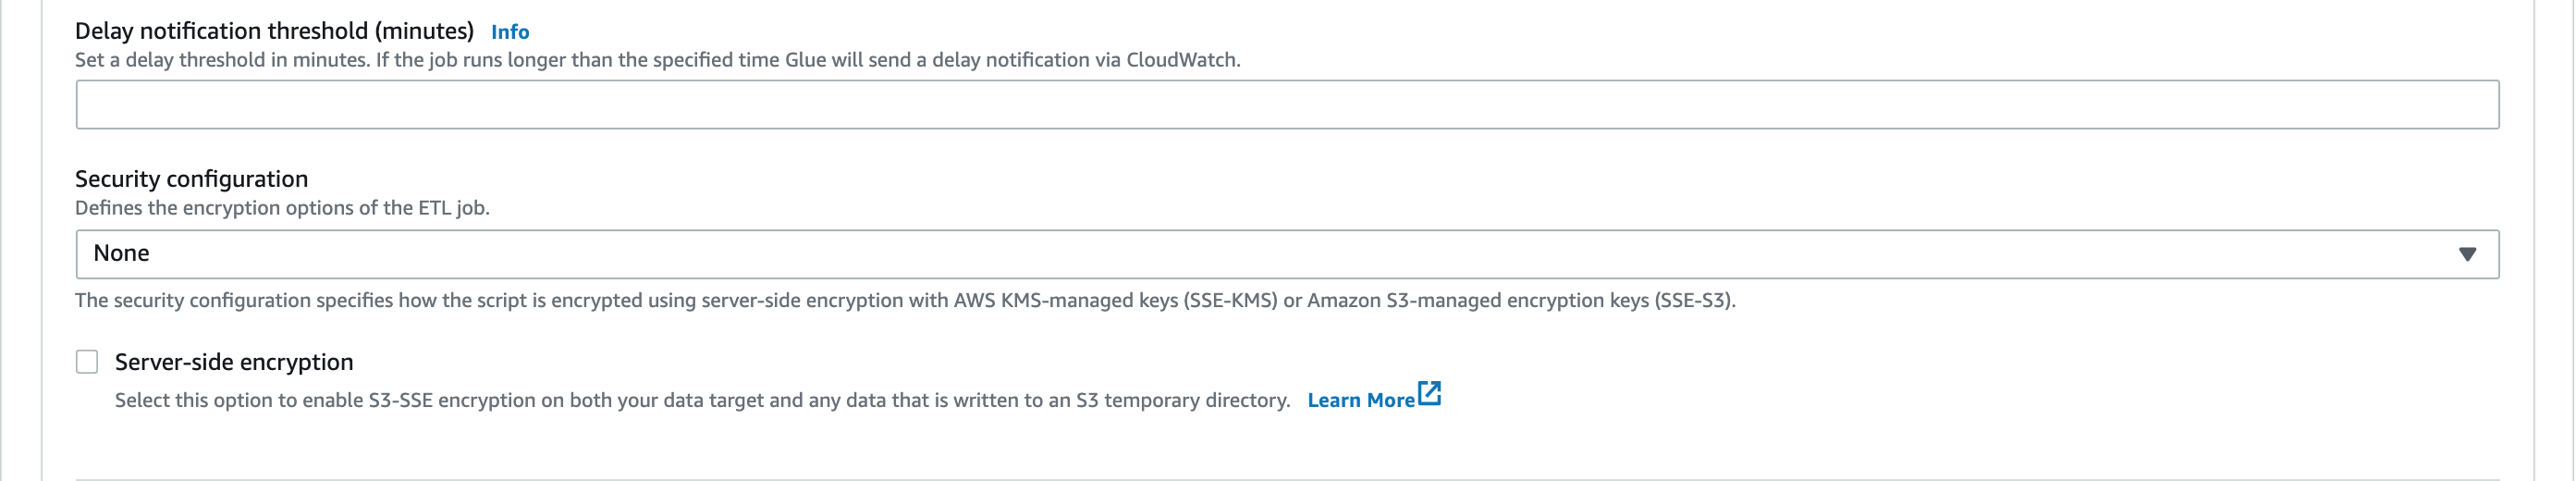 Delay notification threshold (minutes) Info
Set a delay threshold in minutes. If the job runs longer than the specified time Glue will send a delay notification via CloudWatch.
Security configuration
Defines the encryption options of the ETL job.
None
The security configuration specifies how the script is encrypted using server-side encryption with AWS KMS-managed keys (SSE-KMS) or Amazon S3-managed encryption keys (SSE-S3).
Server-side encryption
Select this option to enable S3-SSE encryption on both your data target and any data that is written to an S3 temporary directory. Learn More